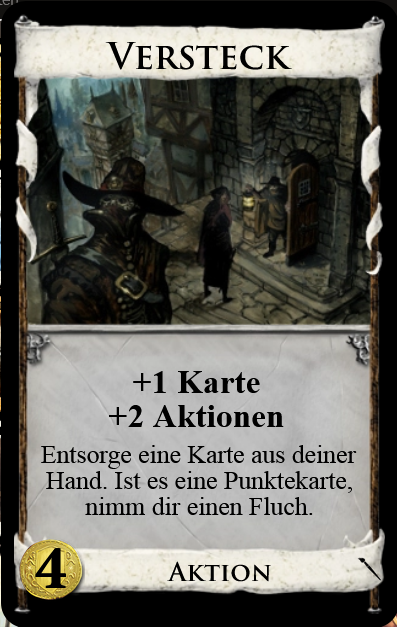 VERSTECK
+1 Karte
+2 Aktionen
Entsorge eine Karte aus deiner
Hand. Ist es eine Punktekarte,
nimm dir einen Fluch.
4
AKTION